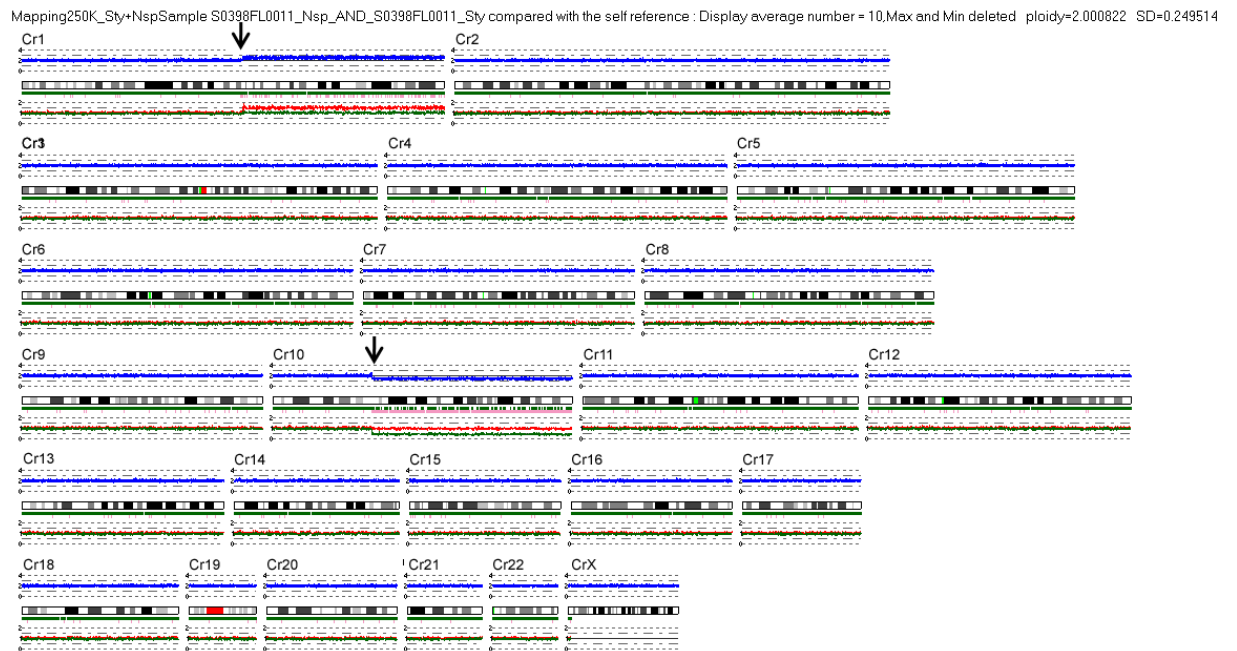 Mapping250K_Sty+NspSample S0398FL0011_Nsp_AND_S0398FL0011_Sty compared with the self reference : Display average number = 10,Max and Min deleted ploidy=2.000822 SD=0.249514
Cr1 Cr2
Cr3 Cr4 Cr5
Cr6 Cr7 Cr8
Cr9 Cr10 Cr11 Cr12
Cr13 Cr14 Cr15 Cr16 Cr17
Cr18 Cr19 Cr20 Cr21 Cr22 CrX